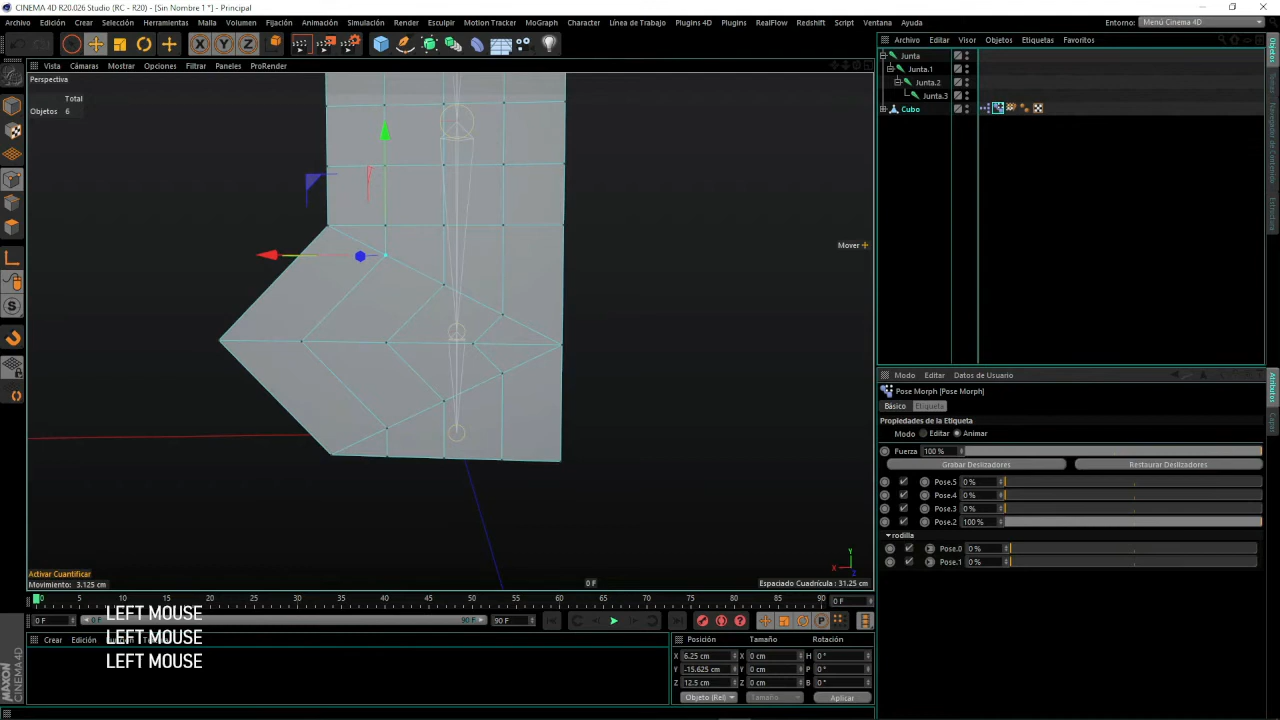 CINEMA 4D R20.026 Studio (RC - R20) - [Sin Nombre 1 *] - Principal
Archivo Edición Crear Selección Herramientas Malla Volumen Fijación Animación Simulación Render Esculpir Motion Tracker MoGraph Character Línea de Trabajo Plugins 4D Plugins RealFlow Redshift Script Ventana Ayuda Entorno: Menú Cinema 4D
X Y Z
Vista Cámaras Mostrar Opciones Filtrar Paneles ProRender
Archivo Editar Visor Objetos Etiquetas Favoritos
Perspectiva
Total
Objetos 6
Junta
Junta.1
Junta.2
Junta.3
Cubo
Mover
Modo Editar Datos de Usuario
Pose Morph [Pose Morph]
Básico Etiqueta
Propiedades de la Etiqueta
Modo Editar Animar
Fuerza 100 %
Grabar Deslizadores Restaurar Deslizadores
Pose.5 0 %
Pose.4 0 %
Pose.3 0 %
Pose.2 100 %
rodilla
Pose.0 0 %
Pose.1 0 %
Y
X
Z
Activar Cuantificar
Movimiento: 3.125 cm 0 F Espaciado Cuadrícula : 31.25 cm
0 5 10 15 20 25 30 35 40 45 50 55 60 65 70 75 80 85 90 0 F
0 F 0 F 90 F 90 F
LEFT MOUSE
LEFT MOUSE
LEFT MOUSE
Crear Edición
Posición Tamaño Rotación
X 6.25 cm X 0 cm H 0 °
Y -15.625 cm Y 0 cm P 0 °
Z 12.5 cm Z 0 cm B 0 °
Objeto (Rel) Tamaño Aplicar
MAXON CINEMA 4D
Objetos
Navegador de contenido
Estructura
Atributos
Capas